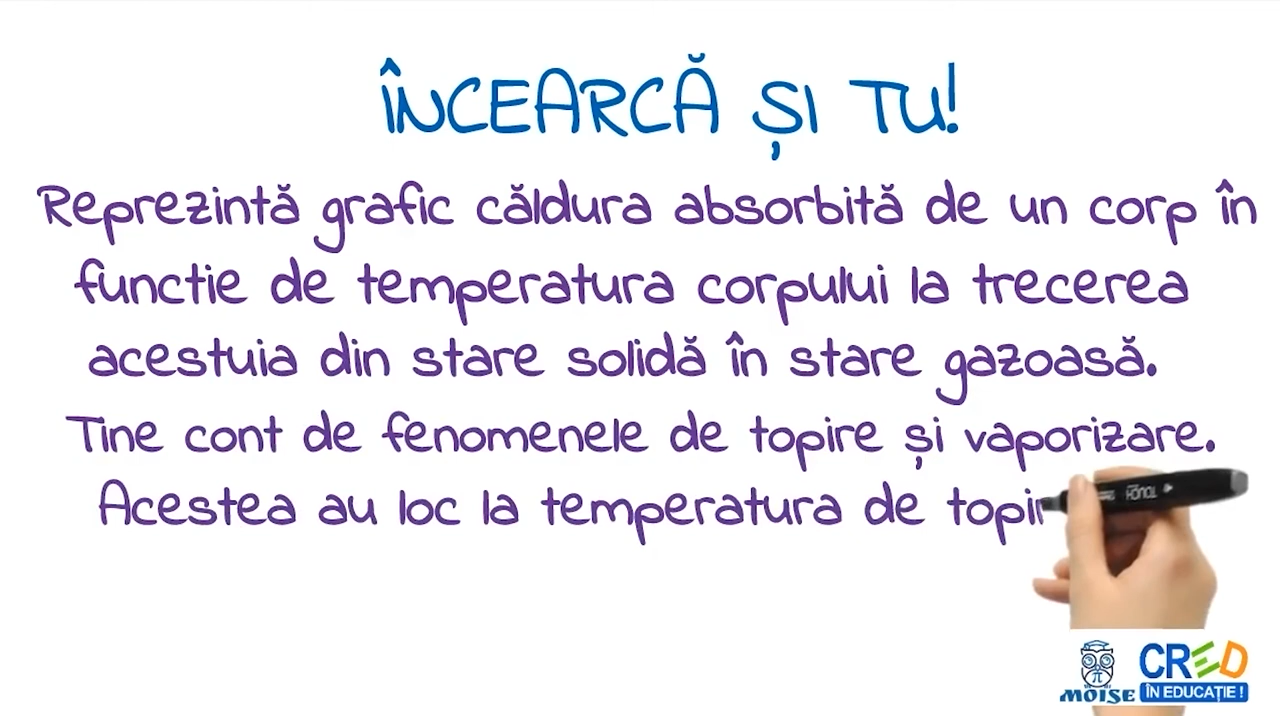 ÎNCEARCĂ ȘI TU!
Reprezintă grafic căldura absorbită de un corp în
functie de temperatura corpului la trecerea
acestuia din stare solidă în stare gazoasă.
Tine cont de fenomenele de topire și vaporizare.
Acestea au loc la temperatura de topir
TOUCH
MOISE
CRED
ÎN EDUCAȚIE!